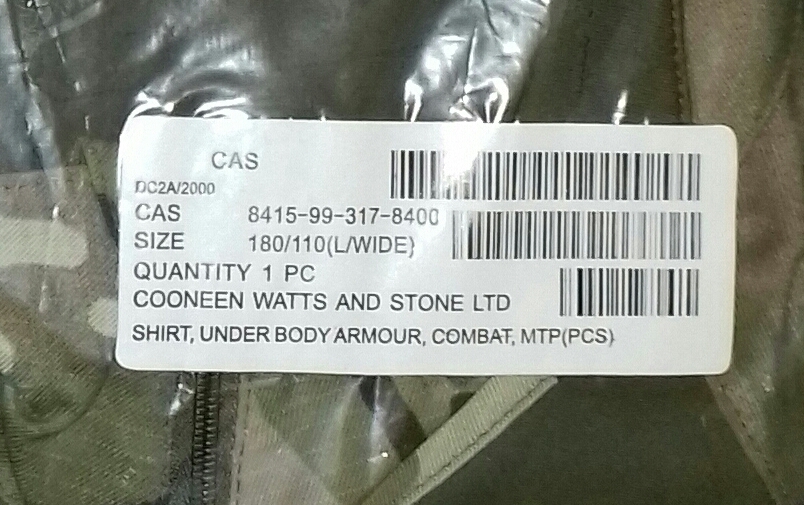 CAS
DC2A/2000
CAS 8415-99-317-8400
SIZE 180/110(L/WIDE)
QUANTITY 1 PC
COONEEN WATTS AND STONE LTD
SHIRT, UNDER BODY ARMOUR, COMBAT, MTP(PCS)